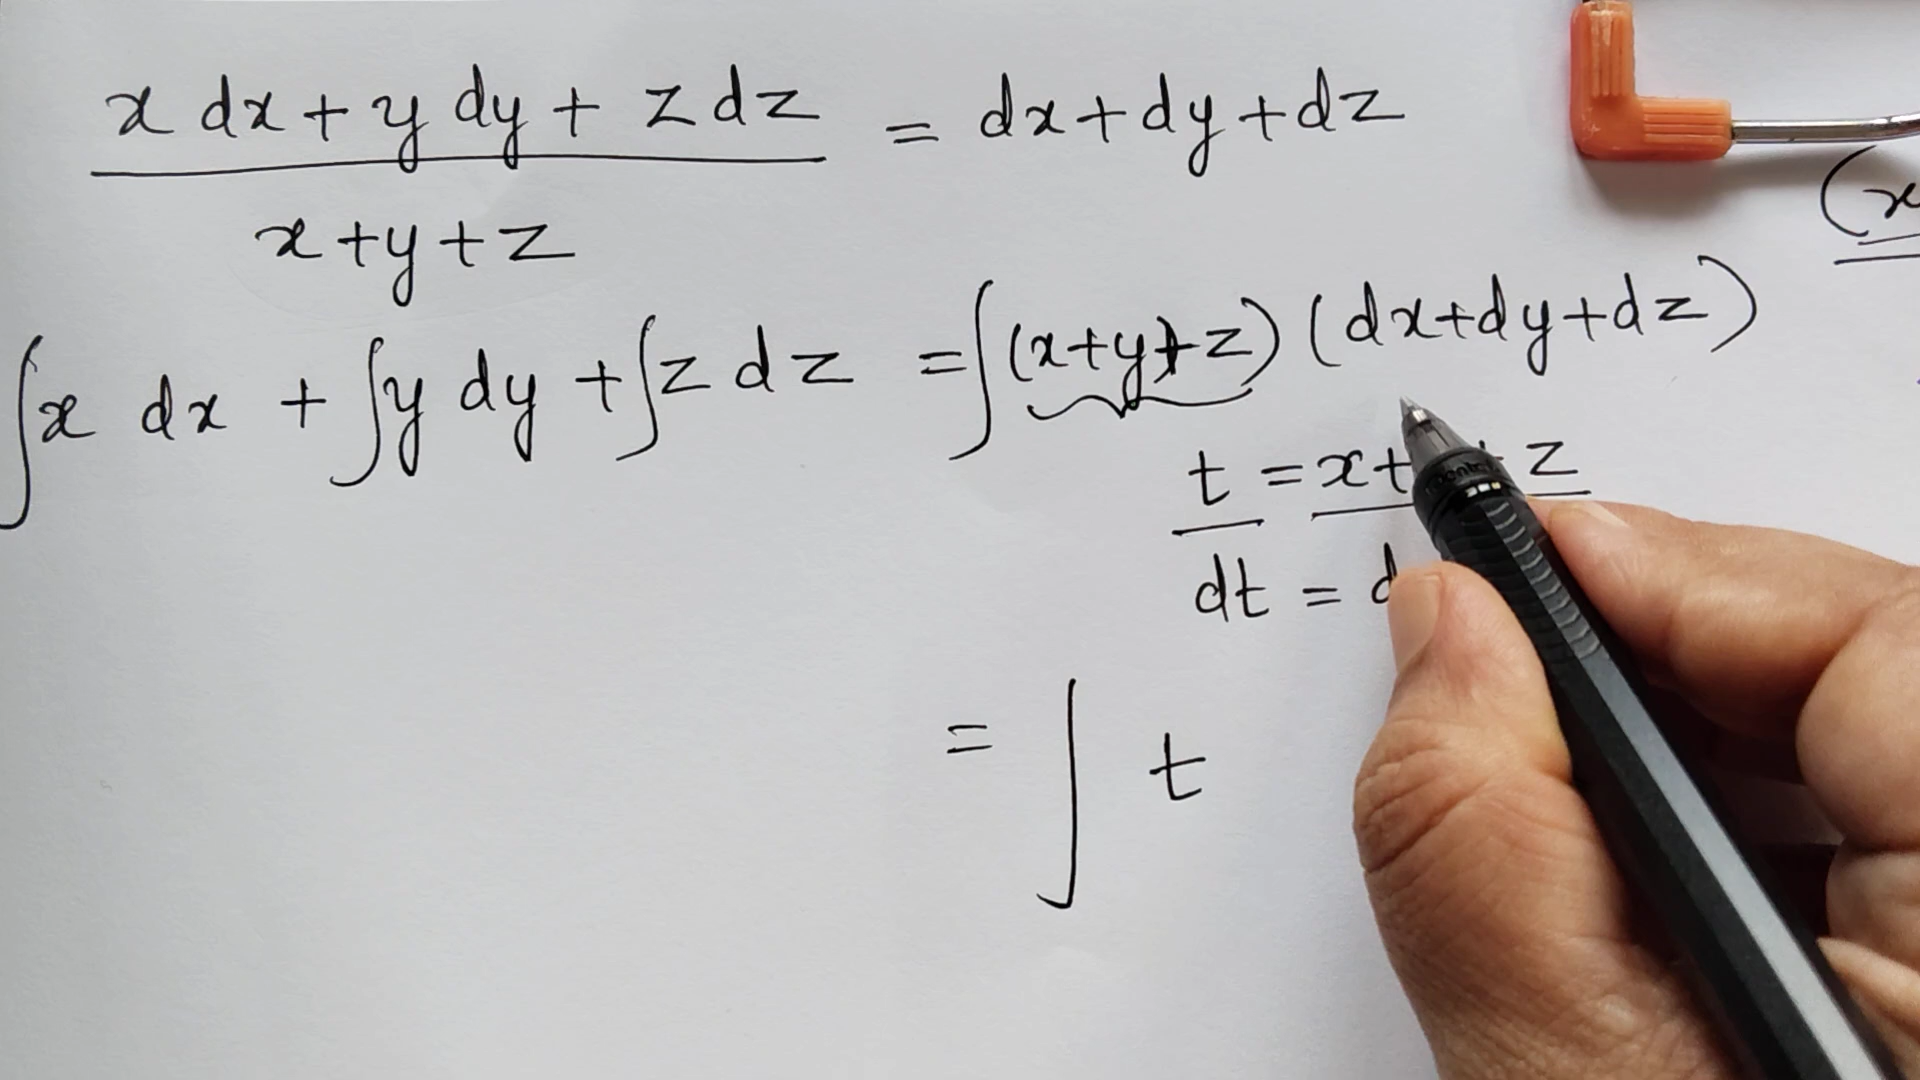 x dx + y dy + z dz = dx + dy + dz
x + y + z
(x
∫x dx + ∫y dy + ∫z dz = ∫(x+y+z) (dx+dy+dz)
t = x+ z
dt = d
= ∫ t